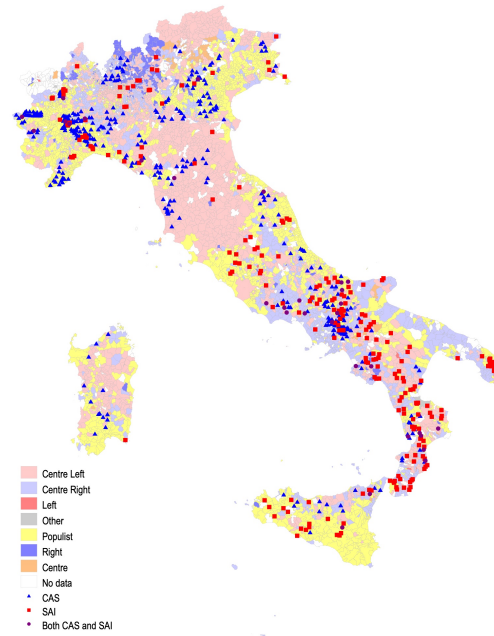 Centre Left
Centre Right
Left
Other
Populist
Right
Centre
No data
CAS
SAI
Both CAS and SAI